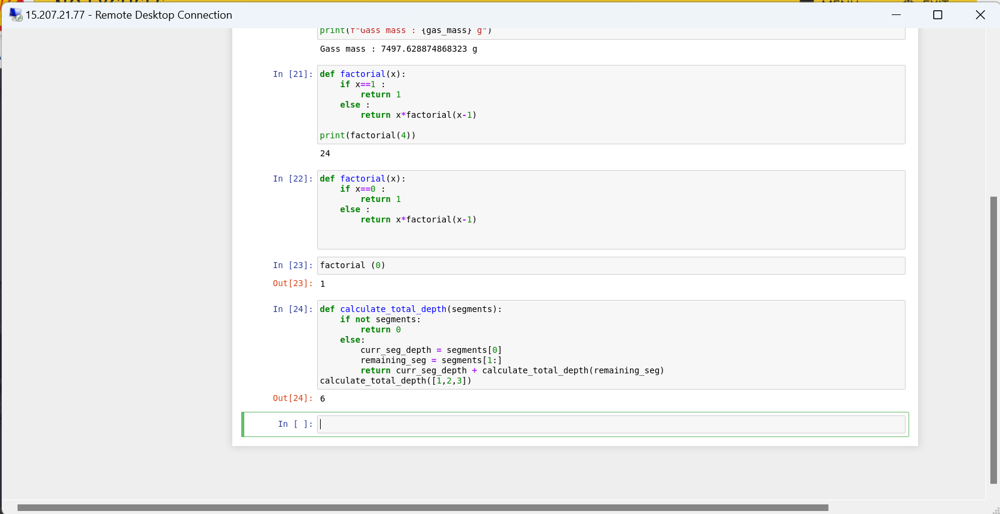 15.207.21.77 - Remote Desktop Connection
print(f"Gass mass : {gas_mass} g")
Gass mass : 7497.628874868323 g
In [21]: def factorial(x):
if x==1 :
return 1
else :
return x*factorial(x-1)
print(factorial(4))
24
In [22]: def factorial(x):
if x==0 :
return 1
else :
return x*factorial(x-1)
In [23]: factorial (0)
Out[23]: 1
In [24]: def calculate_total_depth(segments):
if not segments:
return 0
else:
curr_seg_depth = segments[0]
remaining_seg = segments[1:]
return curr_seg_depth + calculate_total_depth(remaining_seg)
calculate_total_depth([1,2,3])
Out[24]: 6
In [ ]: